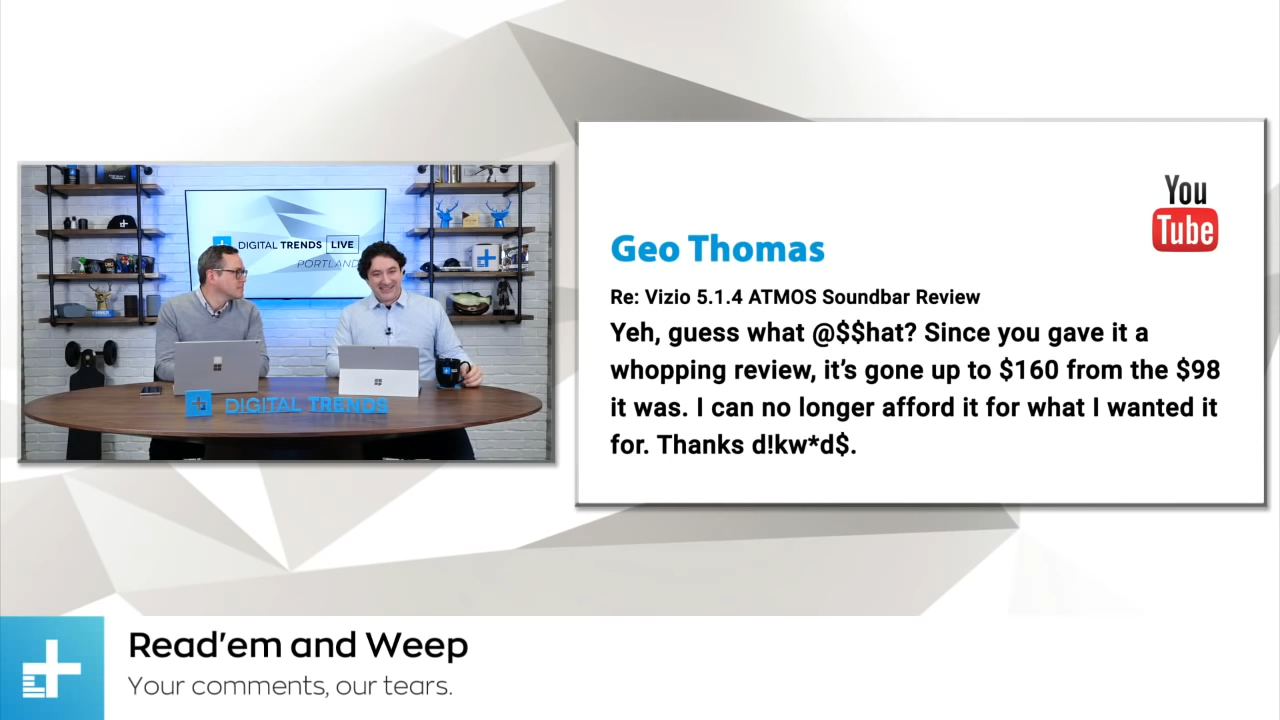 DIGITAL TRENDS LIVE
PORTLAND
DIGITAL TRENDS
You
Tube
Geo Thomas
Re: Vizio 5.1.4 ATMOS Soundbar Review
Yeh, guess what @$$hat? Since you gave it a
whopping review, it’s gone up to $160 from the $98
it was. I can no longer afford it for what I wanted it
for. Thanks d!kw*d$.
Read'em and Weep
Your comments, our tears.